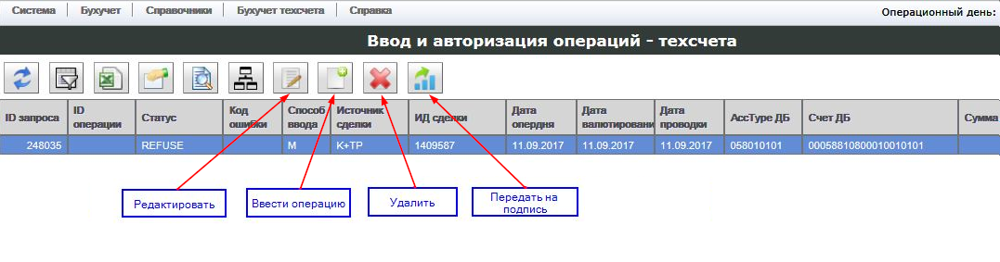 Система Бухучет Справочники Бухучет техсчета Справка Операционный день:
Ввод и авторизация операций - техсчета
ID запроса ID операции Статус Код ошибки Способ ввода Источник сделки ИД сделки Дата опердня Дата валютировани Дата проводки АссТуре ДБ Счет ДБ Сумма
248035 REFUSE M K+TP 1409587 11.09.2017 11.09.2017 11.09.2017 058010101 00058810800010010101
Редактировать
Ввести операцию
Удалить
Передать на
подпись